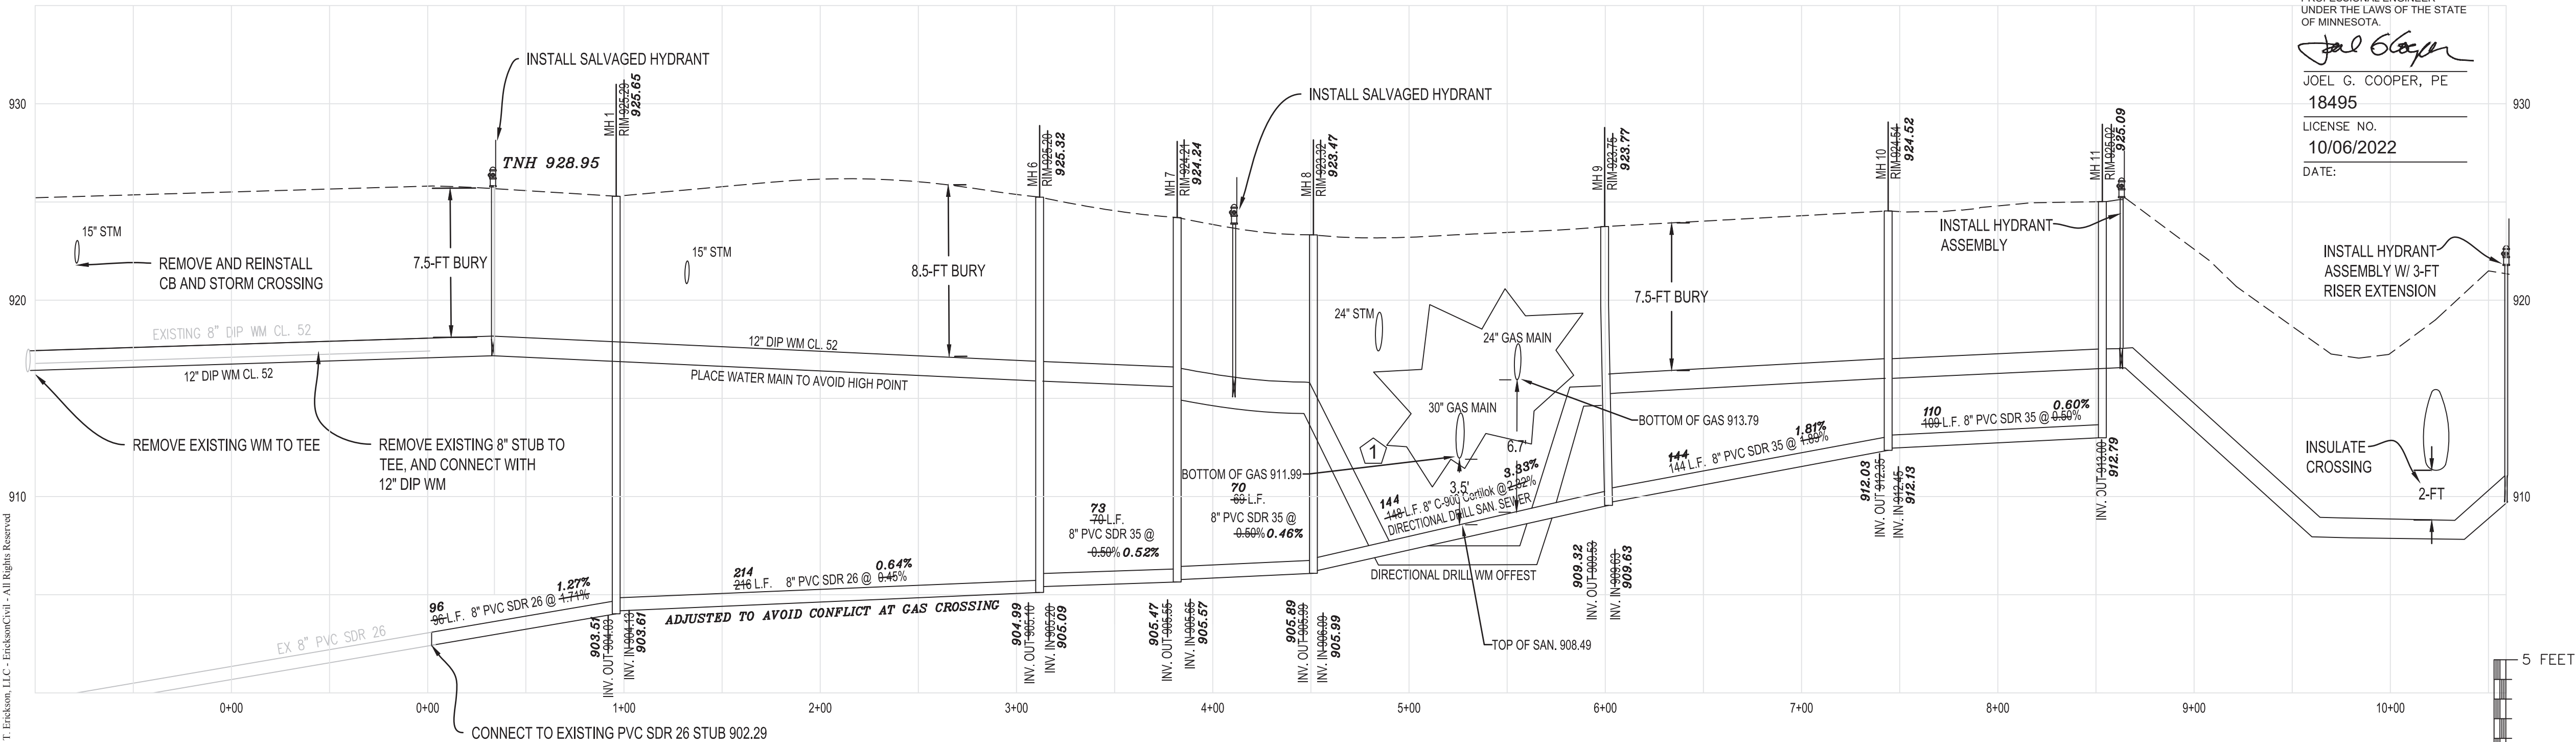 PROFESSIONAL ENGINEER
UNDER THE LAWS OF THE STATE
OF MINNESOTA.
JOEL G. COOPER, PE
18495
LICENSE NO.
10/06/2022
DATE:
930
920
910
930
920
910
INSTALL SALVAGED HYDRANT
TNH 928.95
MH 1
RIM 925.29
925.65
INSTALL SALVAGED HYDRANT
MH 6
RIM 925.20
925.32
MH 7
RIM 924.21
924.24
MH 8
RIM 923.32
923.47
MH 9
RIM 923.76
923.77
MH 10
RIM 924.54
924.52
MH 11
RIM 925.02
925.09
15" STM
REMOVE AND REINSTALL
CB AND STORM CROSSING
7.5-FT BURY
15" STM
8.5-FT BURY
24" STM
24" GAS MAIN
30" GAS MAIN
7.5-FT BURY
INSTALL HYDRANT
ASSEMBLY
INSTALL HYDRANT
ASSEMBLY W/ 3-FT
RISER EXTENSION
EXISTING 8" DIP WM CL. 52
12" DIP WM CL. 52
12" DIP WM CL. 52
PLACE WATER MAIN TO AVOID HIGH POINT
REMOVE EXISTING WM TO TEE
REMOVE EXISTING 8" STUB TO
TEE, AND CONNECT WITH
12" DIP WM
1
BOTTOM OF GAS 913.79
BOTTOM OF GAS 911.99
6.7'
3.5'
INSULATE
CROSSING
2-FT
96
96 L.F. 8" PVC SDR 26 @ 1.71%
1.27%
214
216 L.F. 8" PVC SDR 26 @ 0.45%
0.64%
ADJUSTED TO AVOID CONFLICT AT GAS CROSSING
73
70 L.F.
8" PVC SDR 35 @
0.50% 0.52%
70
69 L.F.
8" PVC SDR 35 @
0.50% 0.46%
144
148 L.F. 8" C-900 Certilok @ 2.32%
3.33%
DIRECTIONAL DRILL SAN. SEWER
144
144 L.F. 8" PVC SDR 35 @ 1.89%
1.81%
110
109 L.F. 8" PVC SDR 35 @ 0.50%
0.60%
DIRECTIONAL DRILL WM OFFEST
TOP OF SAN. 908.49
EX 8" PVC SDR 26
903.51
INV. OUT 904.03
INV. IN 904.13
903.61
904.99
INV. OUT 905.10
INV. IN 905.20
905.09
905.47
INV. OUT 905.55
INV. IN 905.65
905.57
905.89
INV. OUT 905.99
INV. IN 906.09
905.99
909.32
INV. OUT 909.53
INV. IN 909.63
909.63
912.03
INV. OUT 912.35
INV. IN 912.45
912.13
INV. OUT 913.00
912.79
CONNECT TO EXISTING PVC SDR 26 STUB 902.29
0+00
0+00
1+00
2+00
3+00
4+00
5+00
6+00
7+00
8+00
9+00
10+00
5 FEET
T. Erickson, LLC - EricksonCivil - All Rights Reserved